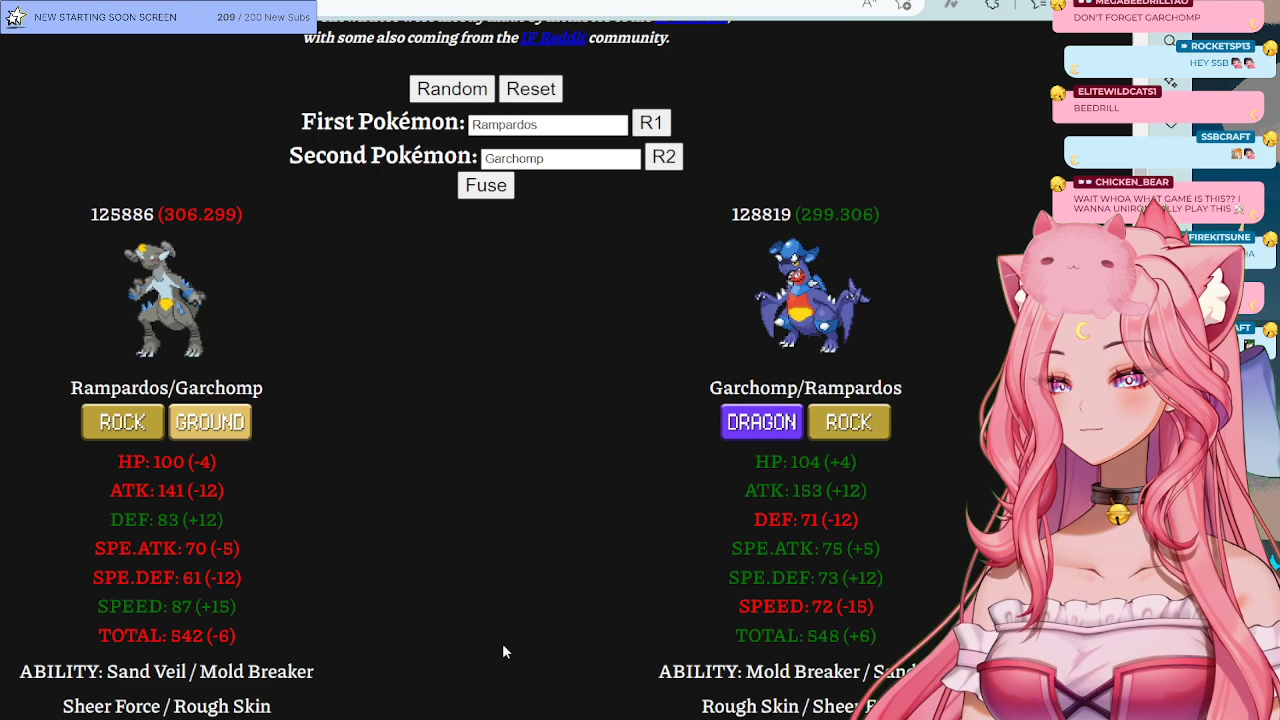 NEW STARTING SOON SCREEN 209 / 200 New Subs
with some also coming from the IF Reddit community.
Random Reset
First Pokémon: Rampardos R1
Second Pokémon: Garchomp R2
Fuse
125886 (306.299)
Rampardos/Garchomp
ROCK GROUND
HP: 100 (-4)
ATK: 141 (-12)
DEF: 83 (+12)
SPE.ATK: 70 (-5)
SPE.DEF: 61 (-12)
SPEED: 87 (+15)
TOTAL: 542 (-6)
ABILITY: Sand Veil / Mold Breaker
Sheer Force / Rough Skin
128819 (299.306)
Garchomp/Rampardos
DRAGON ROCK
HP: 104 (+4)
ATK: 153 (+12)
DEF: 71 (-12)
SPE.ATK: 75 (+5)
SPE.DEF: 73 (+12)
SPEED: 72 (-15)
TOTAL: 548 (+6)
ABILITY: Mold Breaker / Sand
Rough Skin / Sheer F
MEGABEEDRILLTAO
DON'T FORGET GARCHOMP
ROCKETSP13
HEY SSB
ELITEWILDCATS1
BEEDRILL
SSBCRAFT
CHICKEN_BEAR
WAIT WHOA WHAT GAME IS THIS?? I
WANNA UNIRONICALLY PLAY THIS
FIREKITSUNE